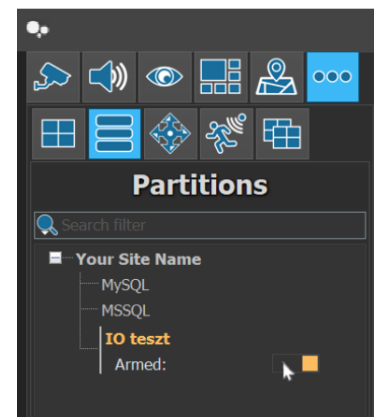 Partitions
Search filter
Your Site Name
MySQL
MSSQL
IO teszt
Armed: